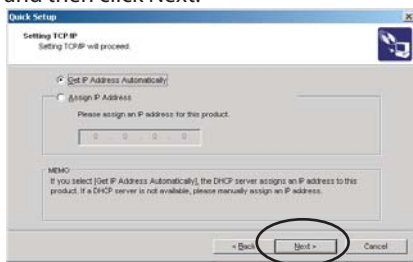 and then click Next.
Quick Setup
Setting TCP/IP
Setting TCP/IP will proceed.
Get IP Address Automatically
Assign IP Address
Please assign an IP address for this product.
0 . 0 . 0 . 0
MEMO
If you select [Get IP Address Automatically], the DHCP server assigns an IP address to this
product. If a DHCP server is not available, please manually assign an IP address.
< Back Next > Cancel